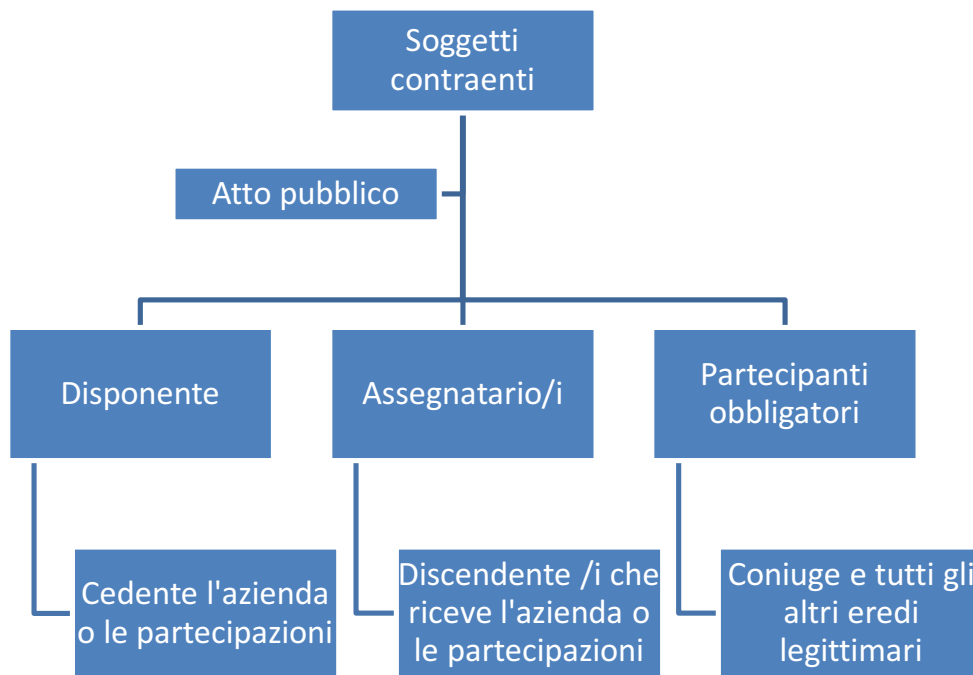 Soggetti
contraenti
Atto pubblico
Disponente
Assegnatario/i
Partecipanti
obbligatori
Cedente l'azienda
o le partecipazioni
Discendente /i che
riceve l'azienda o
le partecipazioni
Coniuge e tutti gli
altri eredi
legittimari